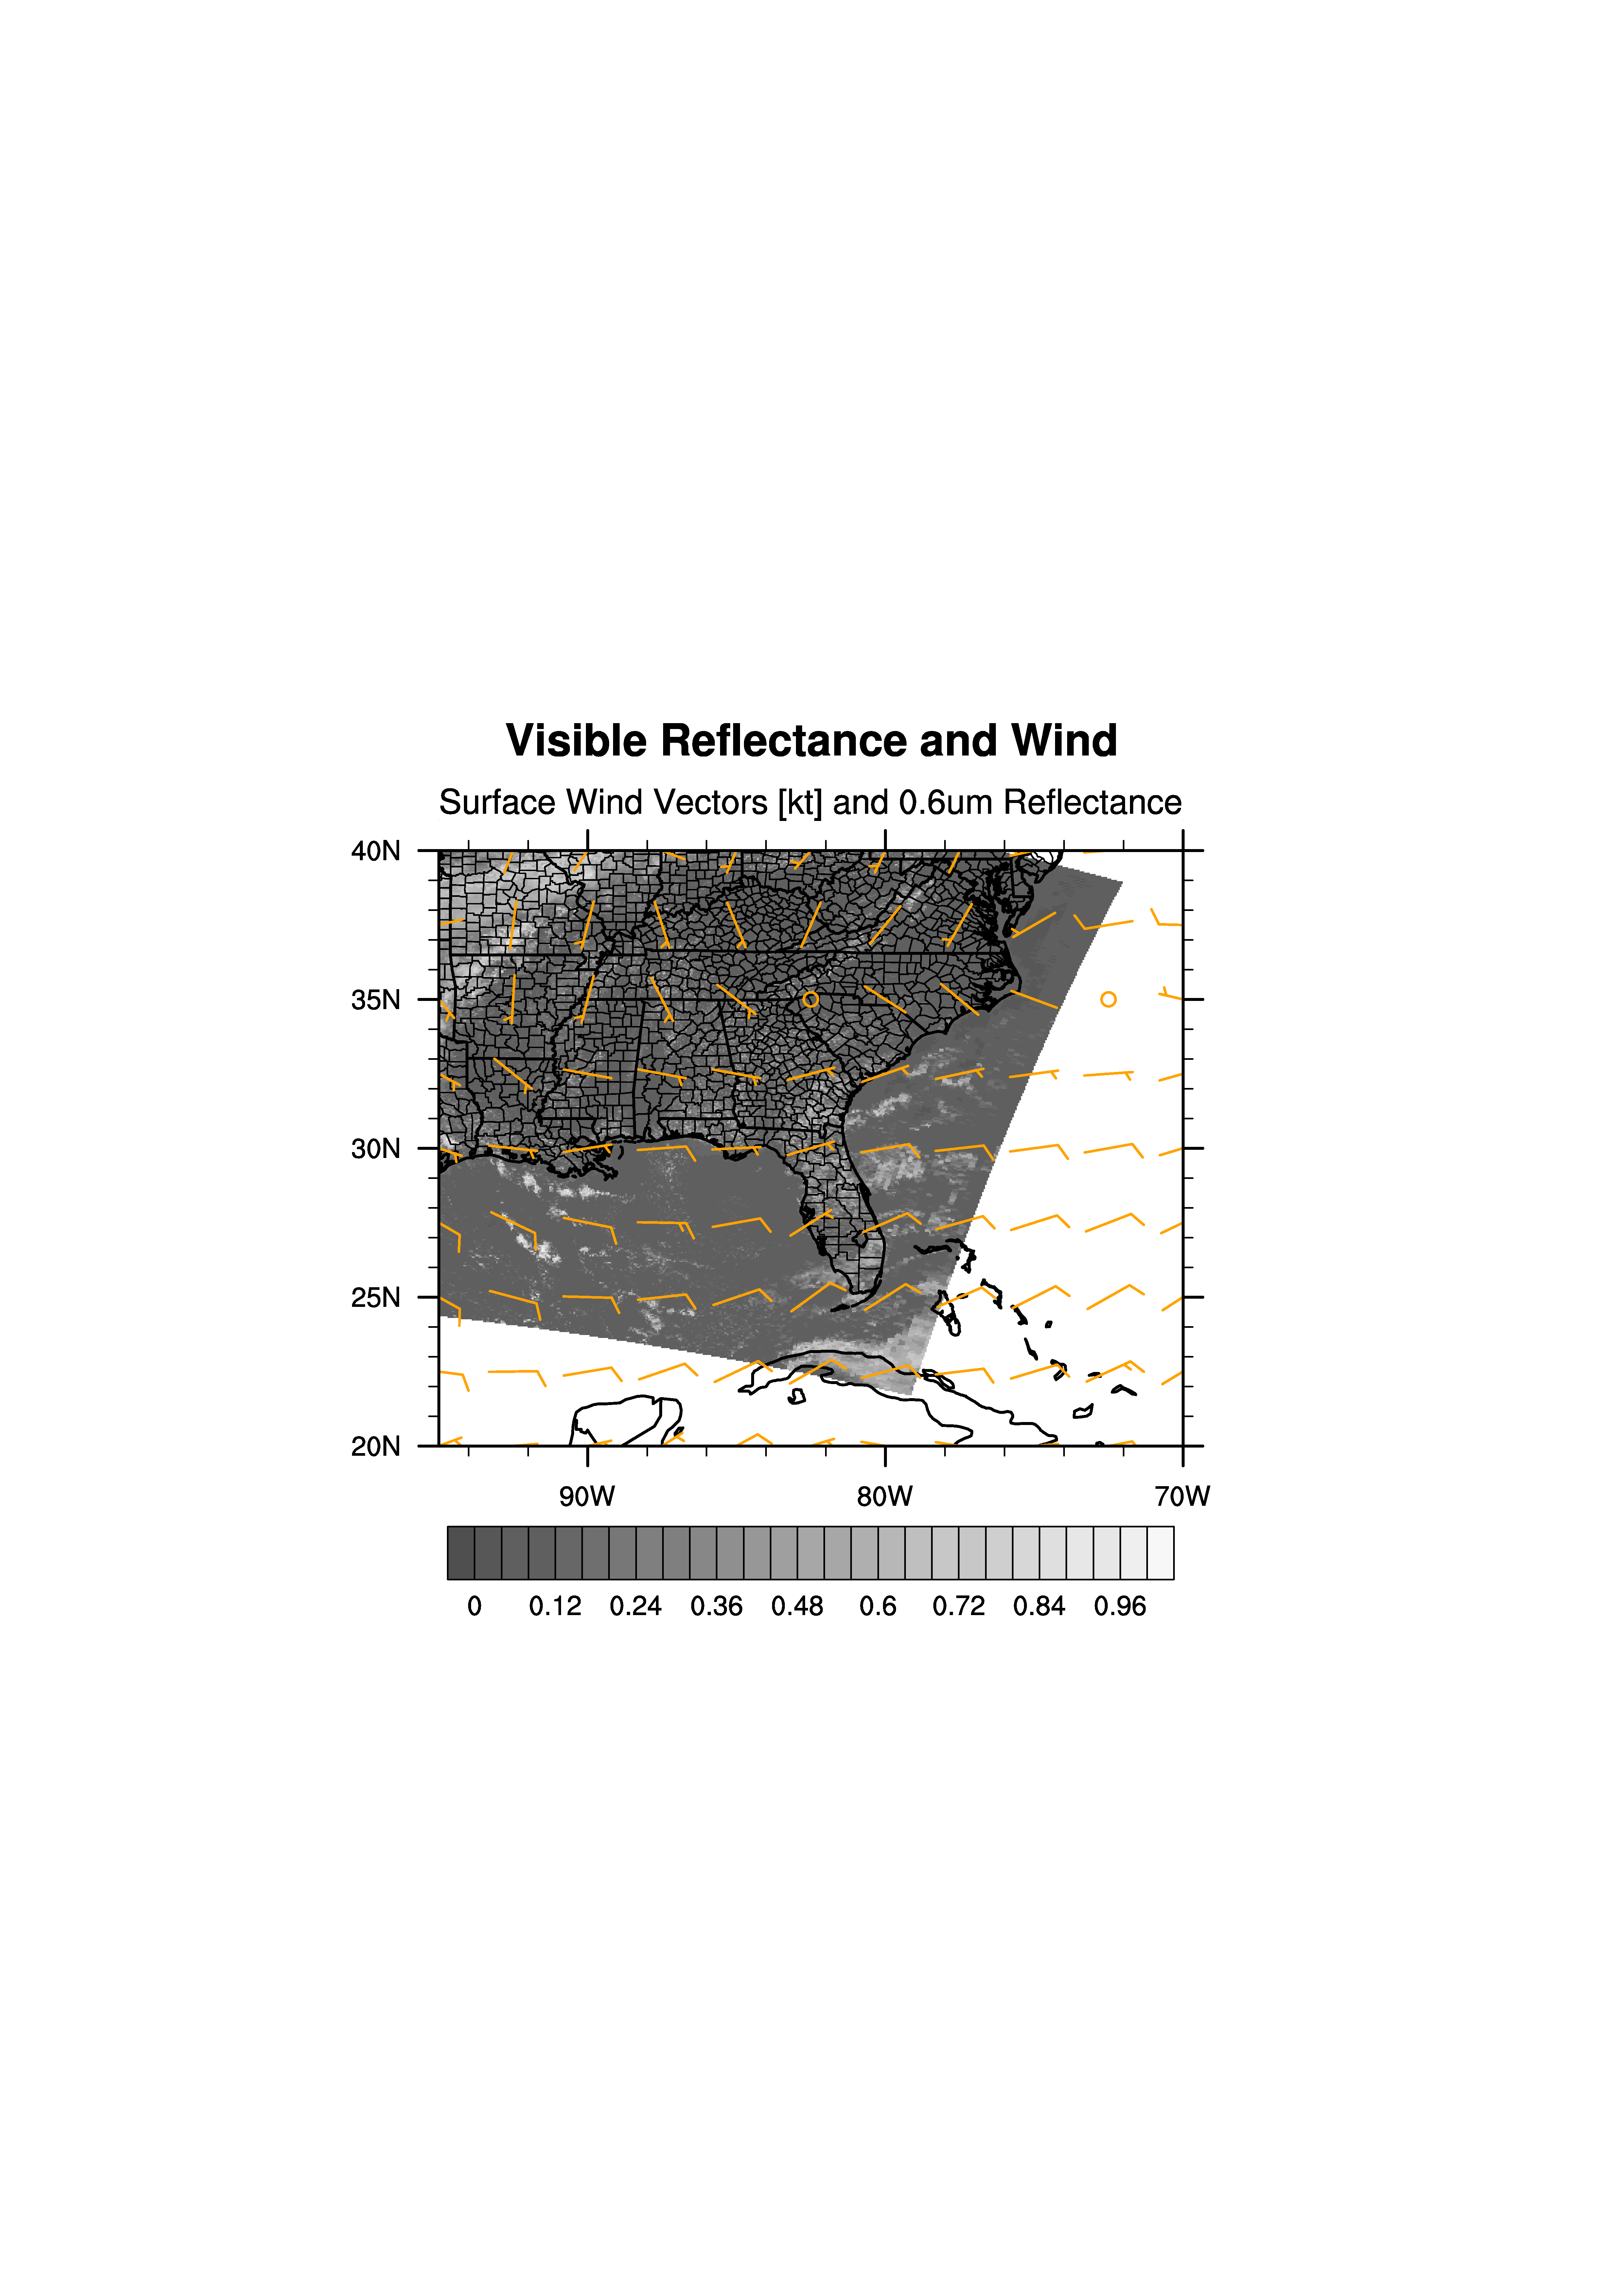 Visible Reflectance and Wind
Surface Wind Vectors [kt] and 0.6um Reflectance
40N
35N
30N
25N
20N
90W 80W 70W
0 0.12 0.24 0.36 0.48 0.6 0.72 0.84 0.96